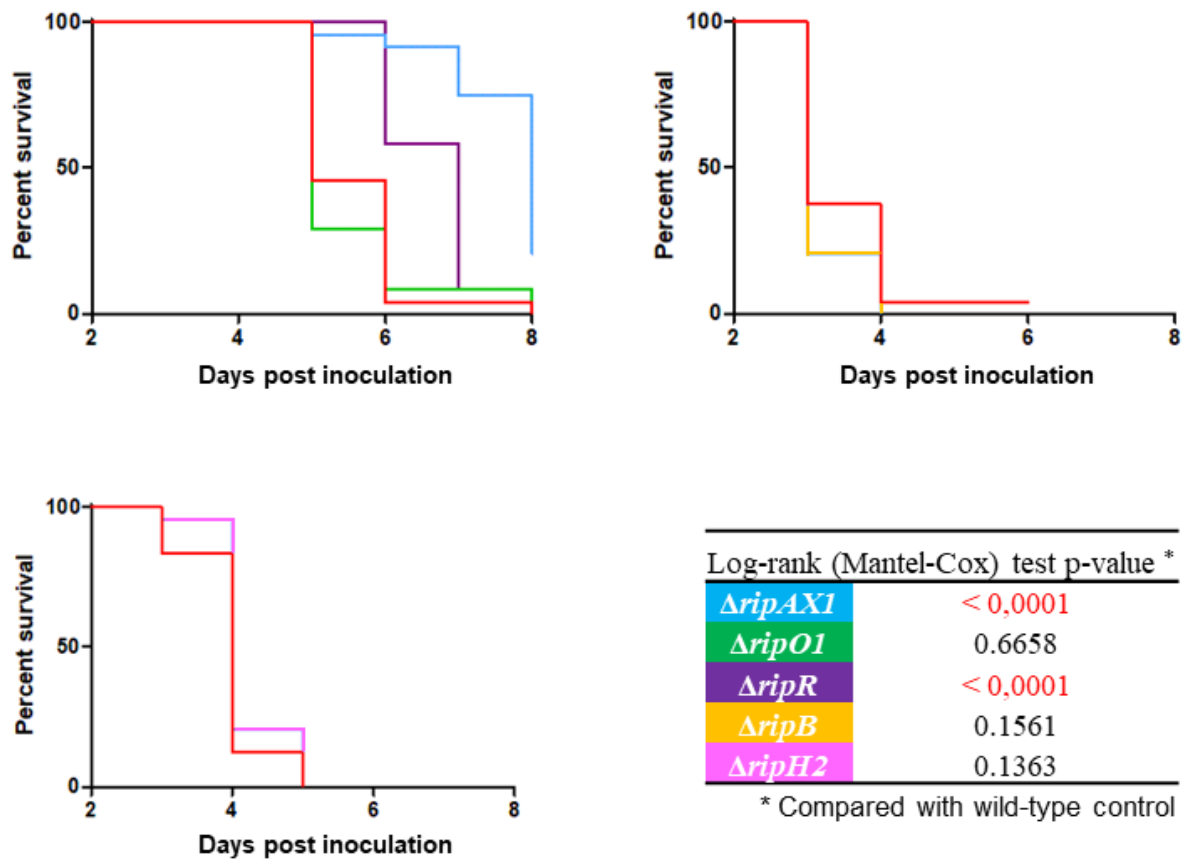 100
50
0
Percent survival
2 4 6 8
Days post inoculation
100
50
0
Percent survival
2 4 6 8
Days post inoculation
100
50
0
Percent survival
2 4 6 8
Days post inoculation
Log-rank (Mantel-Cox) test p-value *
ΔripAX1 < 0,0001
ΔripO1 0.6658
ΔripR < 0,0001
ΔripB 0.1561
ΔripH2 0.1363
* Compared with wild-type control